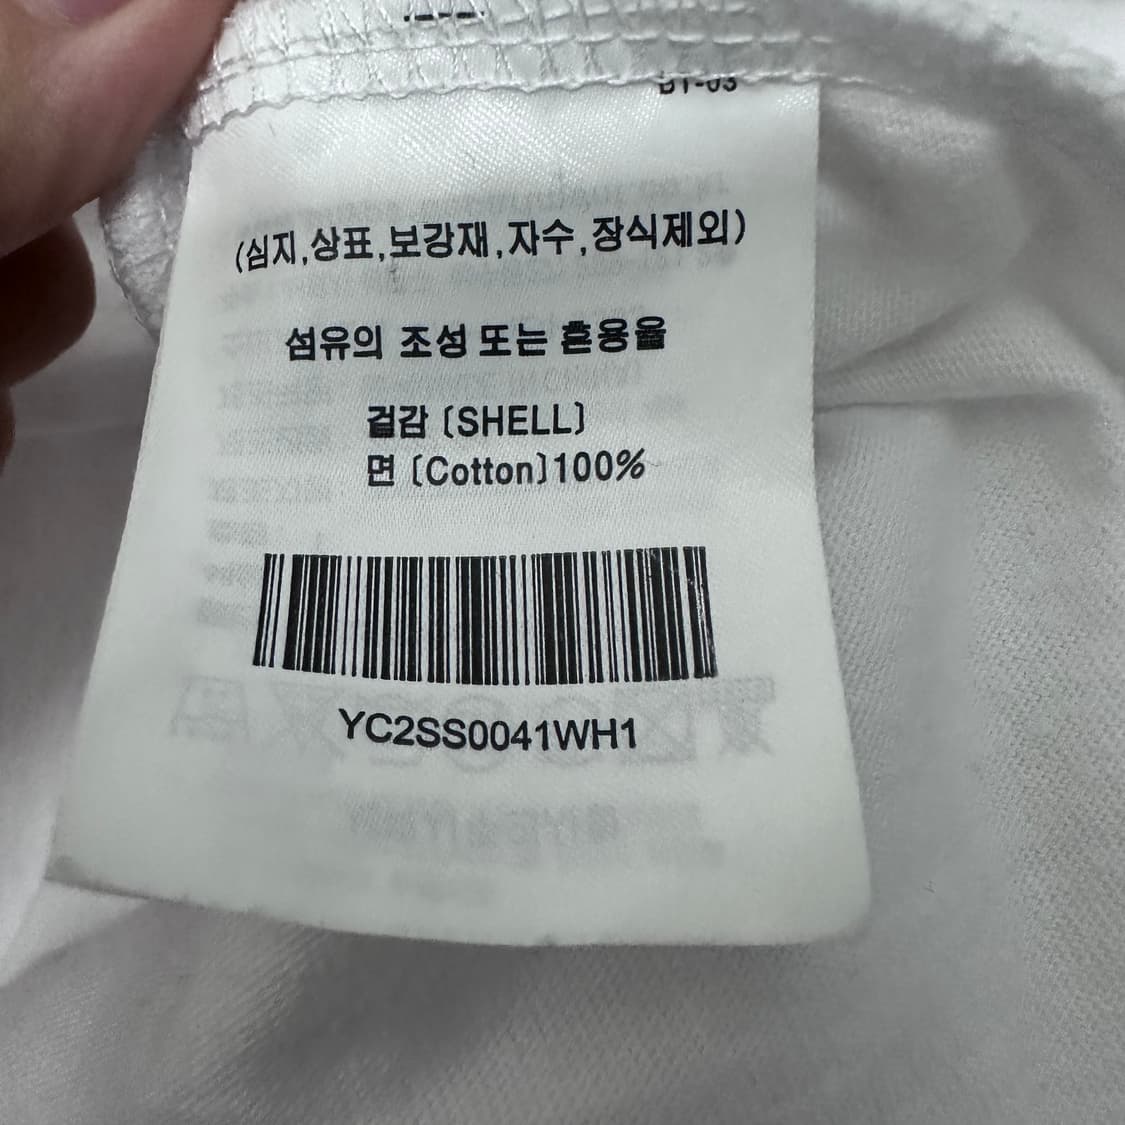 (심지,상표,보강재,자수,장식제외)
섬유의 조성 또는 혼용율
겉감 (SHELL)
면 (Cotton)100%
YC2SS0041WH1